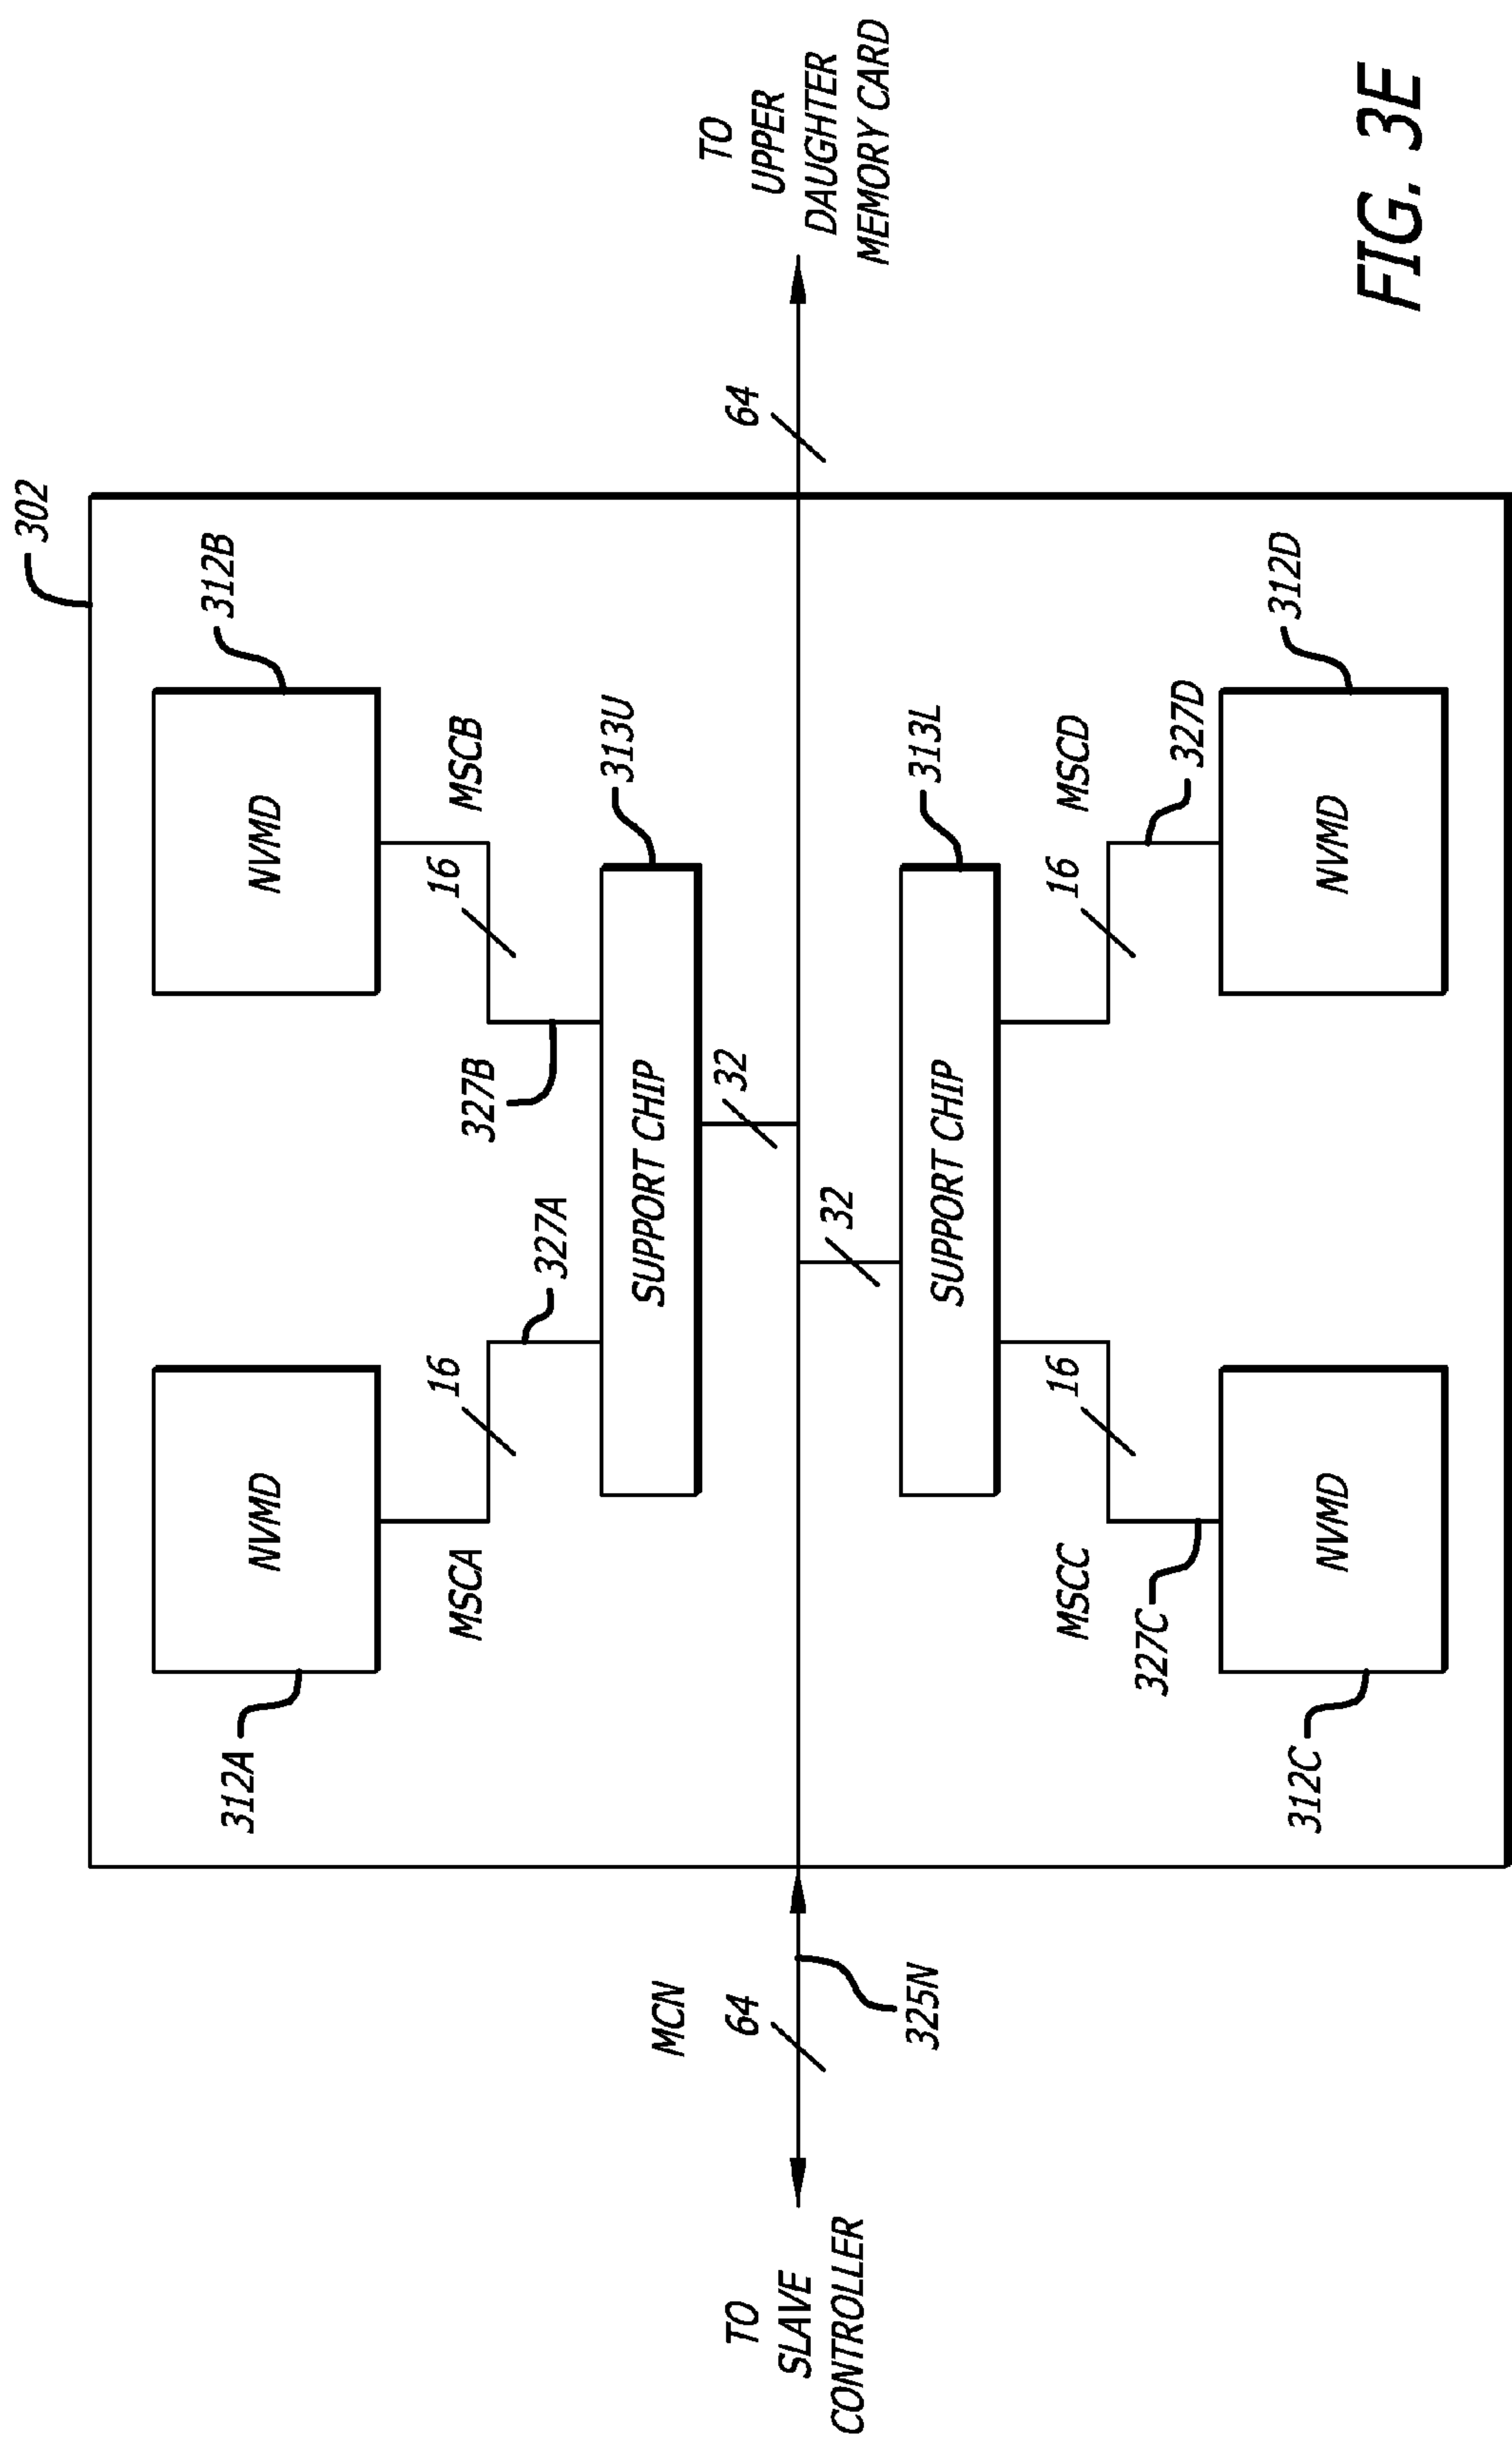 302
312A
NVMD
312B
NVMD
MSCA
16
327A
327B
16
MSCB
SUPPORT CHIP
313U
32
MCN
64
TO
SLAVE
CONTROLLER
325N
64
TO
UPPER
DAUGHTER
MEMORY CARD
32
SUPPORT CHIP
313L
MSCC
16
327C
16
MSCD
327D
312C
NVMD
312D
NVMD
FIG. 3E